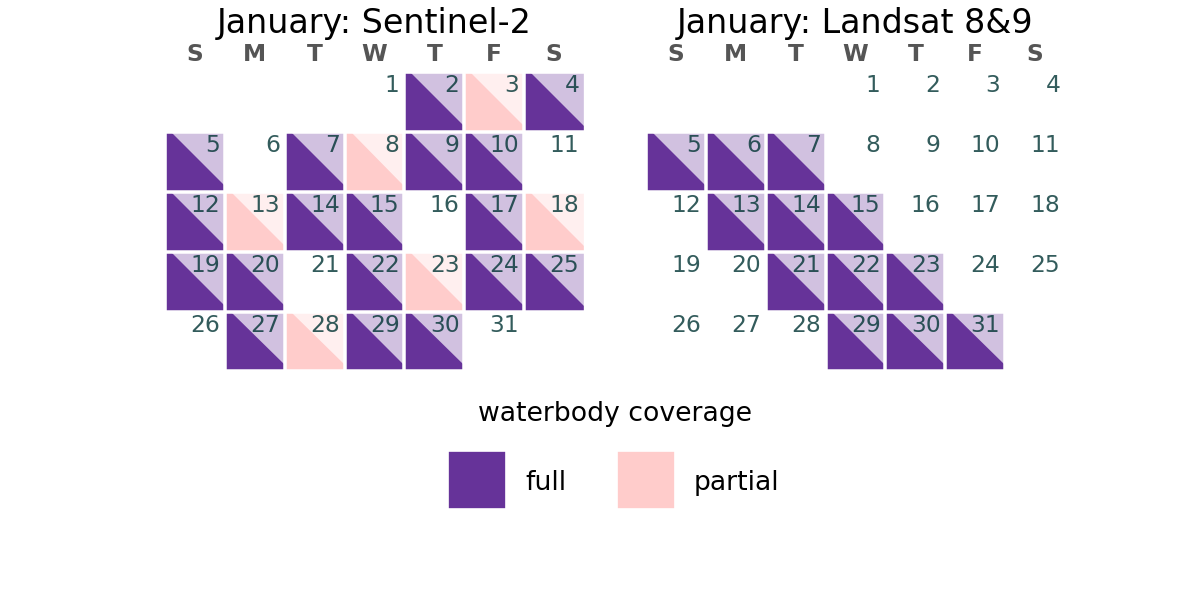 January: Sentinel-2
S M T W T F S
1 2 3 4
5 6 7 8 9 10 11
12 13 14 15 16 17 18
19 20 21 22 23 24 25
26 27 28 29 30 31
January: Landsat 8&9
S M T W T F S
1 2 3 4
5 6 7 8 9 10 11
12 13 14 15 16 17 18
19 20 21 22 23 24 25
26 27 28 29 30 31
waterbody coverage
full partial